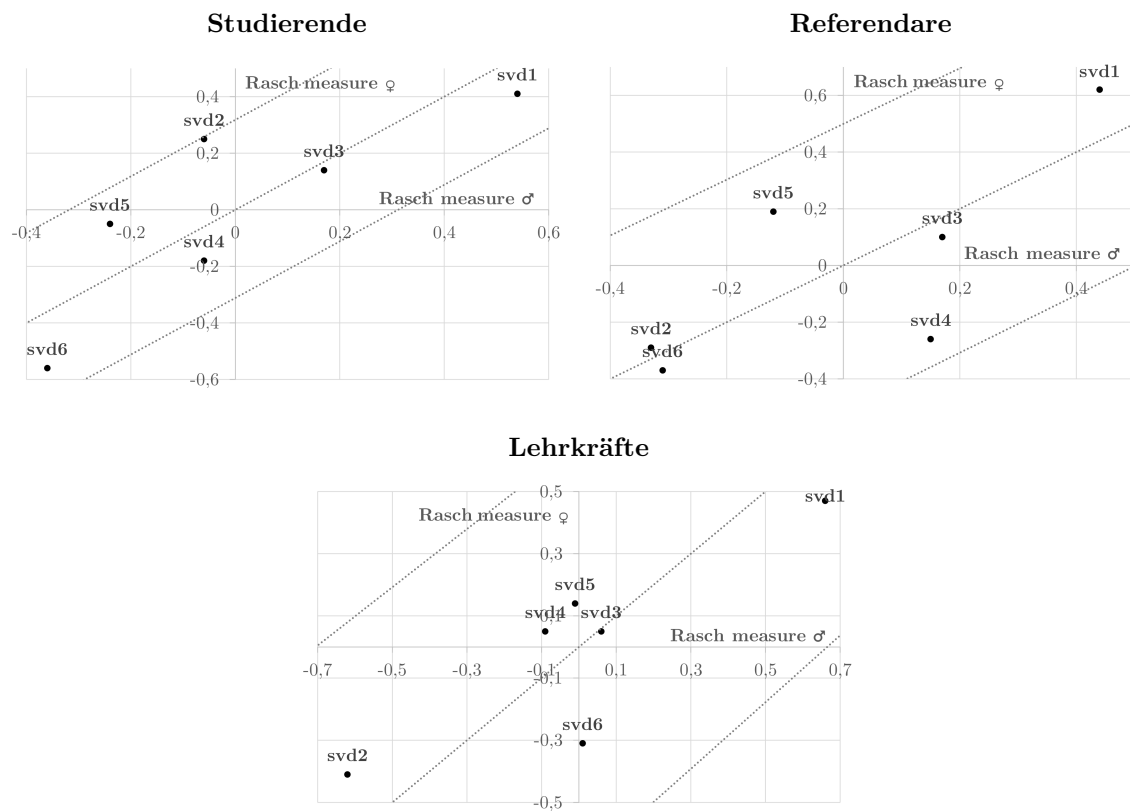 Studierende
Rasch measure ♀
svd1
0,4
svd2
0,2
svd3
Rasch measure ♂
svd5
0
-0,4
-0,2
0
0,2
0,4
0,6
svd4
-0,2
-0,4
svd6
-0,6
Referendare
svd1
Rasch measure ♀
0,6
0,4
svd5
0,2
svd3
Rasch measure ♂
0
-0,4
-0,2
0
0,2
0,4
svd4
svd2
-0,2
svd6
-0,4
Lehrkräfte
0,5
svd1
Rasch measure ♀
0,3
svd5
svd4
svd3
0,1
Rasch measure ♂
-0,7
-0,5
-0,3
-0,1
0,1
0,3
0,5
0,7
-0,1
svd6
-0,3
svd2
-0,5